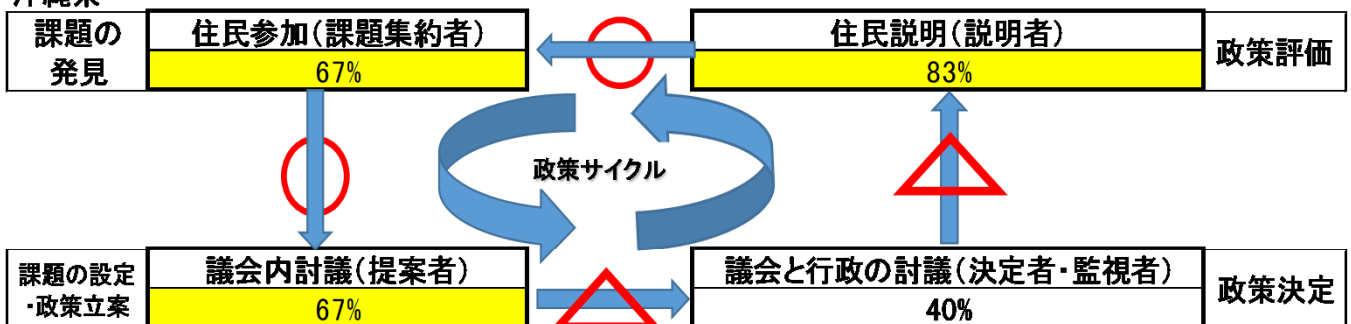 課題の
発見
住民参加(課題集約者)
67%
住民説明(説明者)
83%
政策評価
政策サイクル
課題の設定
・政策立案
議会内討議(提案者)
67%
議会と行政の討議(決定者・監視者)
40%
政策決定